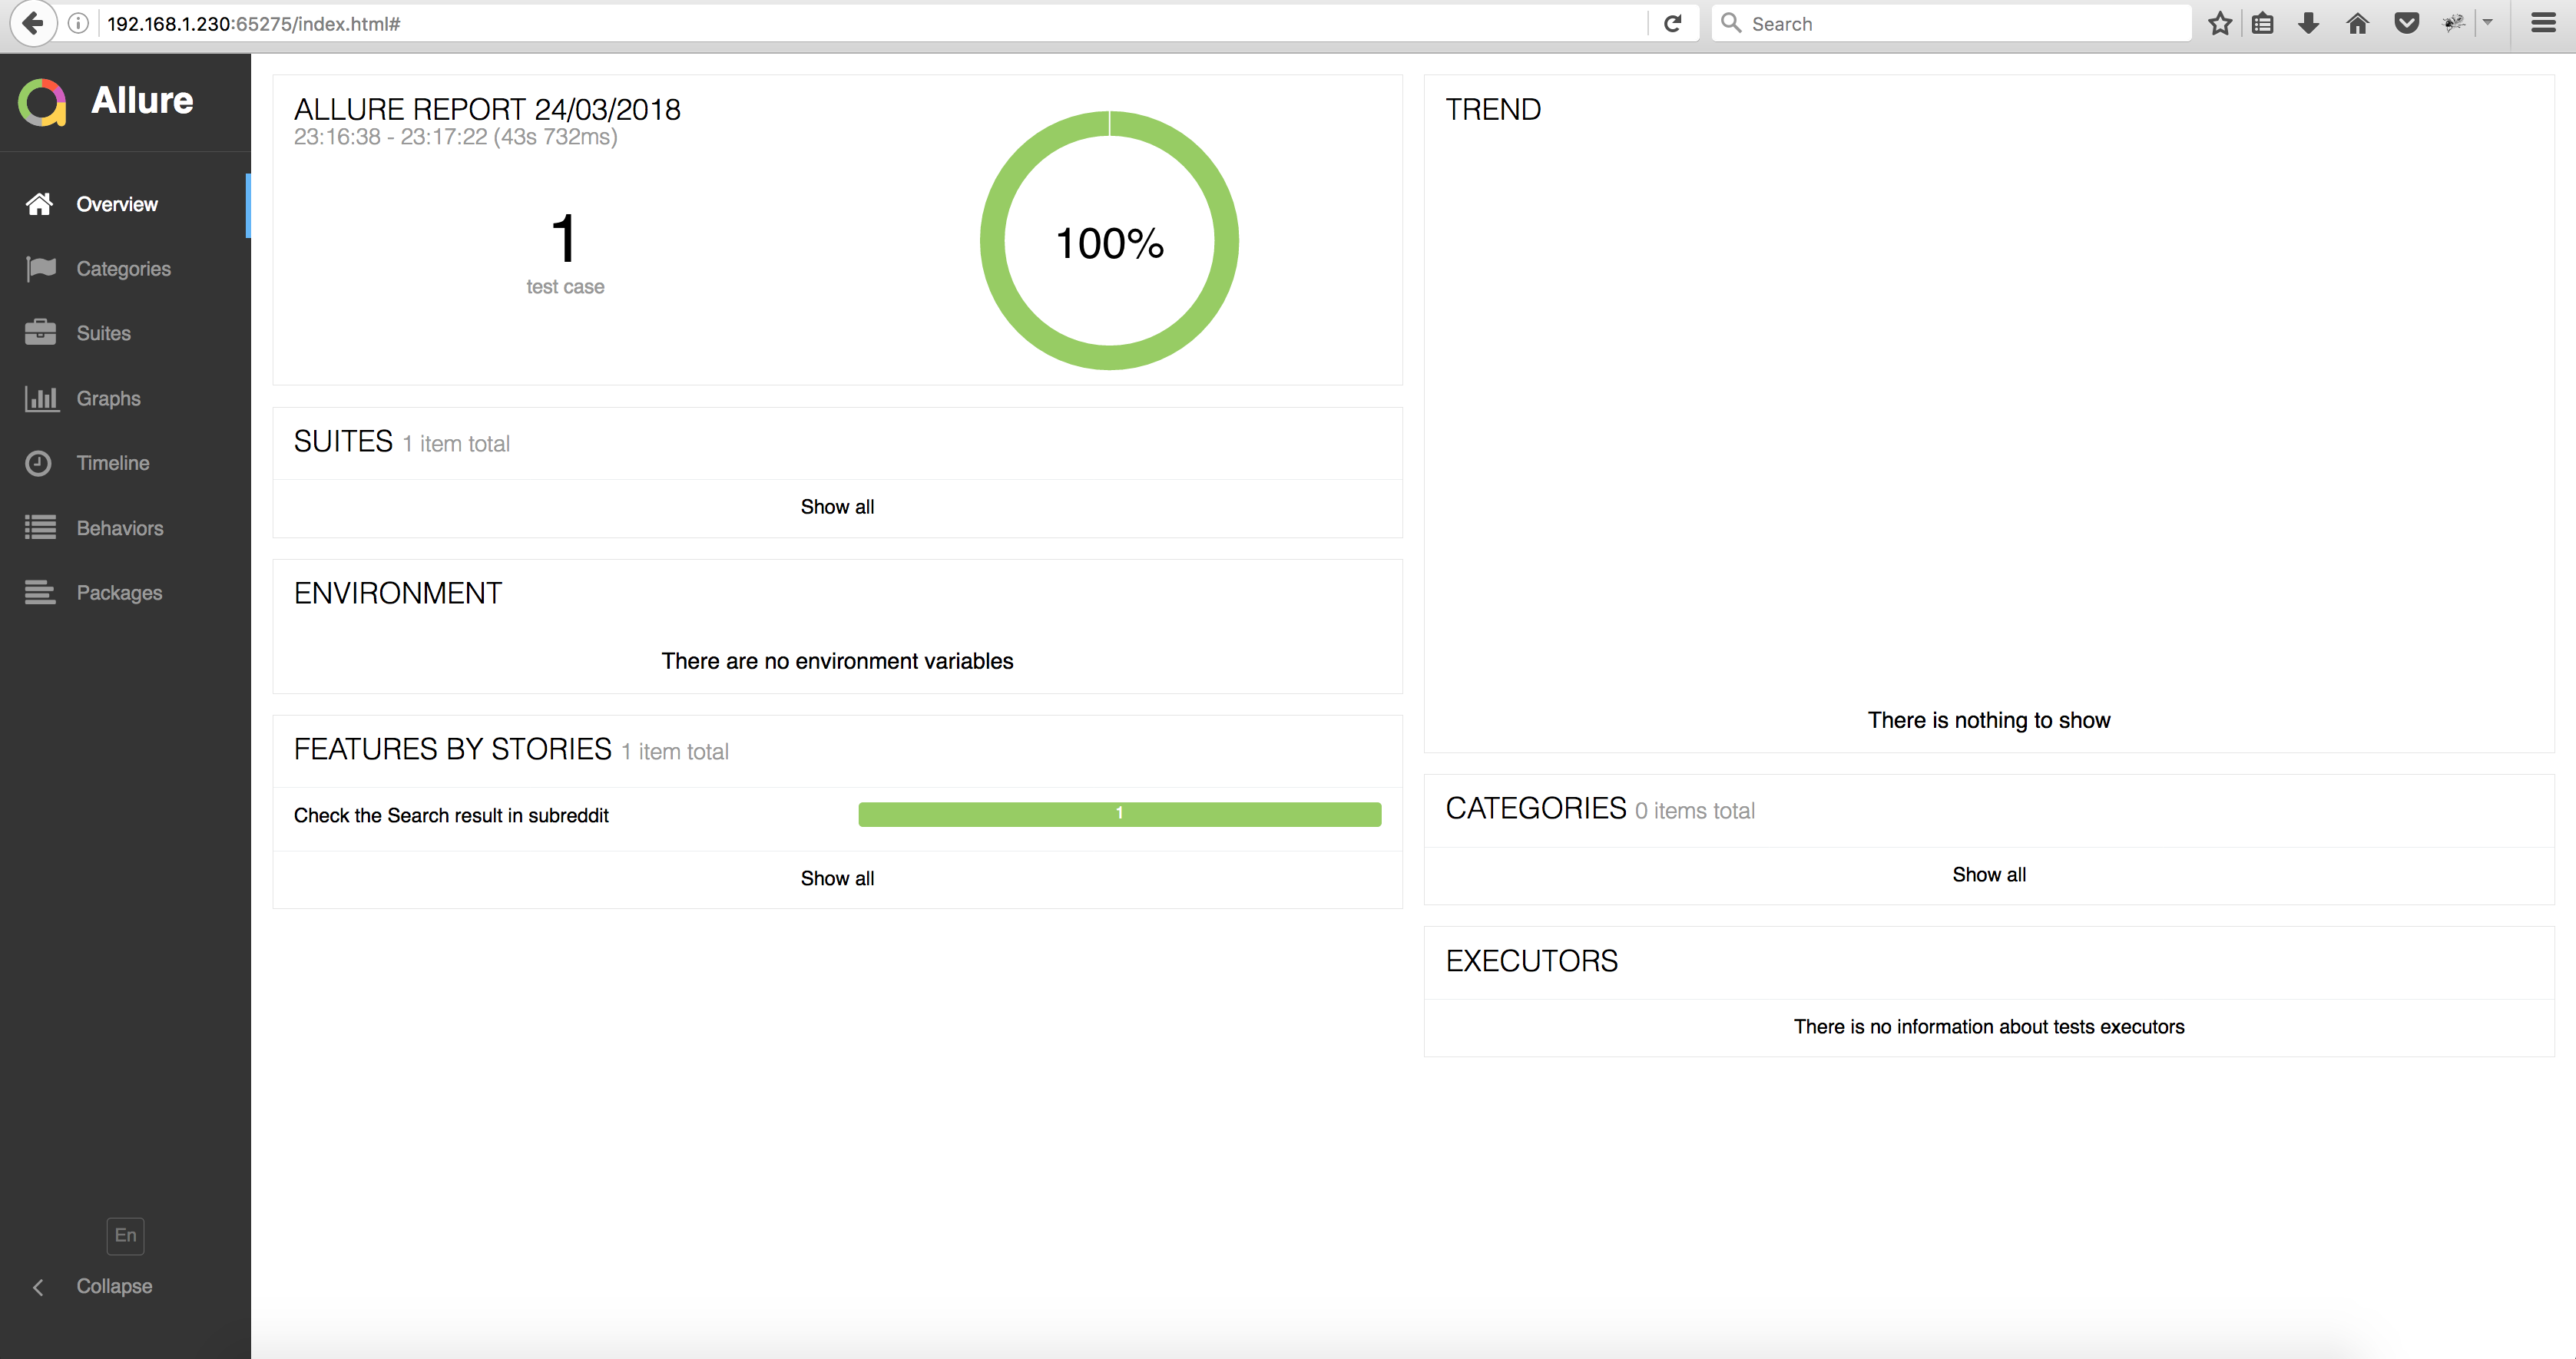 192.168.1.230:65275/index.html#
Search
Allure
Overview
Categories
Suites
Graphs
Timeline
Behaviors
Packages
En
Collapse
ALLURE REPORT 24/03/2018
23:16:38 - 23:17:22 (43s 732ms)
1
test case
100%
SUITES 1 item total
Show all
ENVIRONMENT
There are no environment variables
FEATURES BY STORIES 1 item total
Check the Search result in subreddit 1
Show all
TREND
There is nothing to show
CATEGORIES 0 items total
Show all
EXECUTORS
There is no information about tests executors